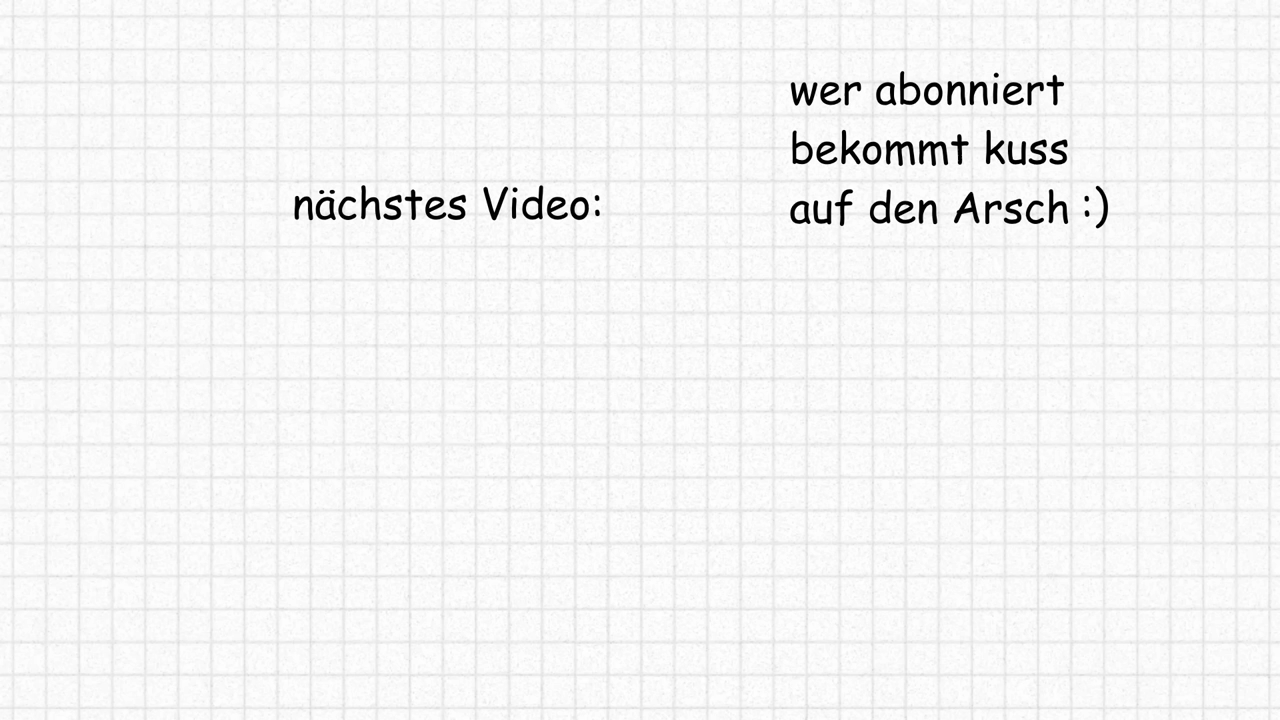 nächstes Video:
wer abonniert
bekommt kuss
auf den Arsch :)